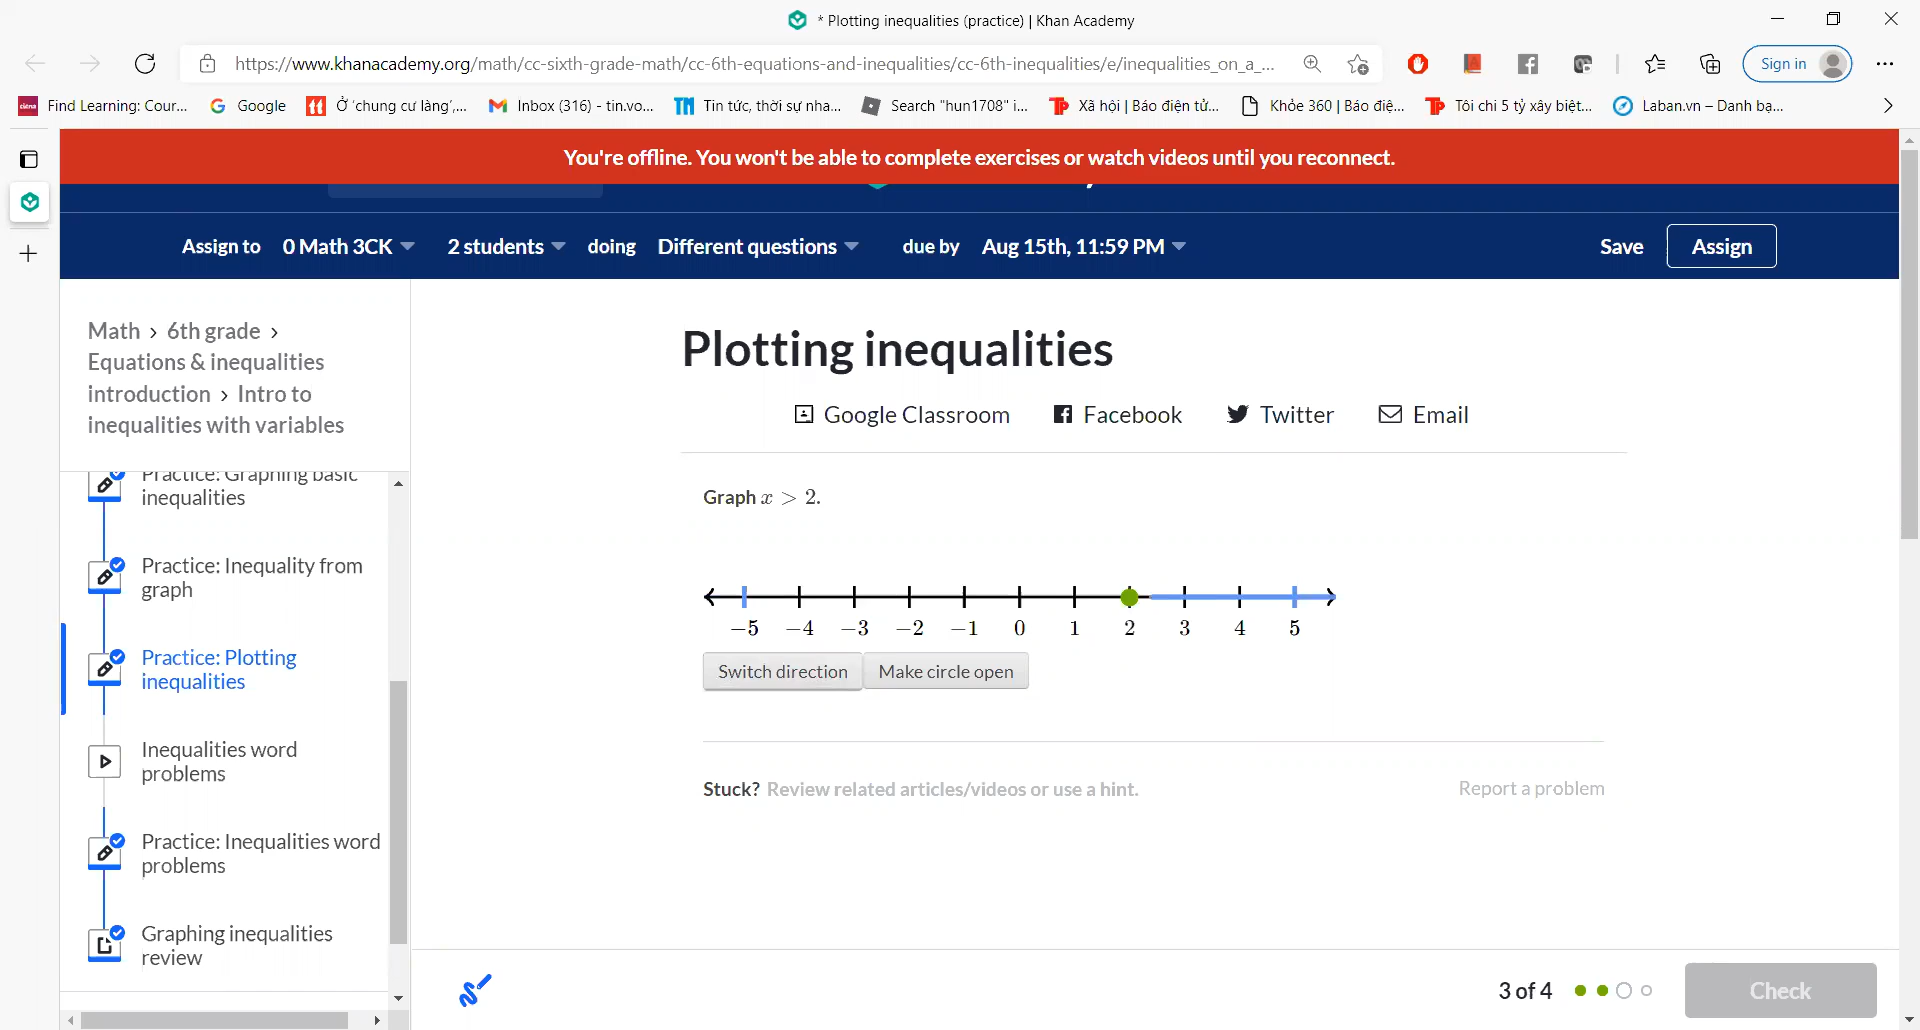 * Plotting inequalities (practice) | Khan Academy
https://www.khanacademy.org/math/cc-sixth-grade-math/cc-6th-equations-and-inequalities/cc-6th-inequalities/e/inequalities_on_a_...
Sign in
citna Find Learning: Cour...
Google
Ở 'chung cư làng',...
Inbox (316) - tin.vo...
Tin tức, thời sự nha...
Search "hun1708" i...
Xã hội | Báo điện tử...
Khỏe 360 | Báo điệ...
Tôi chi 5 tỷ xây biệt...
Laban.vn – Danh bạ...
You're offline. You won't be able to complete exercises or watch videos until you reconnect.
Assign to 0 Math 3CK 2 students doing Different questions due by Aug 15th, 11:59 PM Save Assign
Math › 6th grade ›
Equations & inequalities
introduction › Intro to
inequalities with variables
Practice: Graphing basic
inequalities
Practice: Inequality from
graph
Practice: Plotting
inequalities
Inequalities word
problems
Practice: Inequalities word
problems
Graphing inequalities
review
Plotting inequalities
Google Classroom Facebook Twitter Email
Graph x > 2.
−5 −4 −3 −2 −1 0 1 2 3 4 5
Switch direction Make circle open
Stuck? Review related articles/videos or use a hint. Report a problem
3 of 4 Check